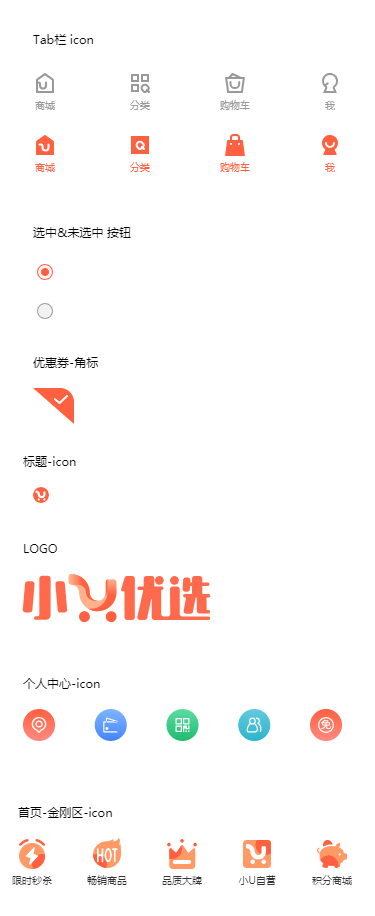 Tab栏 icon
商城 分类 购物车 我
商城 分类 购物车 我
选中&未选中 按钮
优惠券-角标
标题-icon
LOGO
小U优选
个人中心-icon
免
首页-金刚区-icon
HOT
限时秒杀 畅销商品 品质大牌 小U自营 积分商城